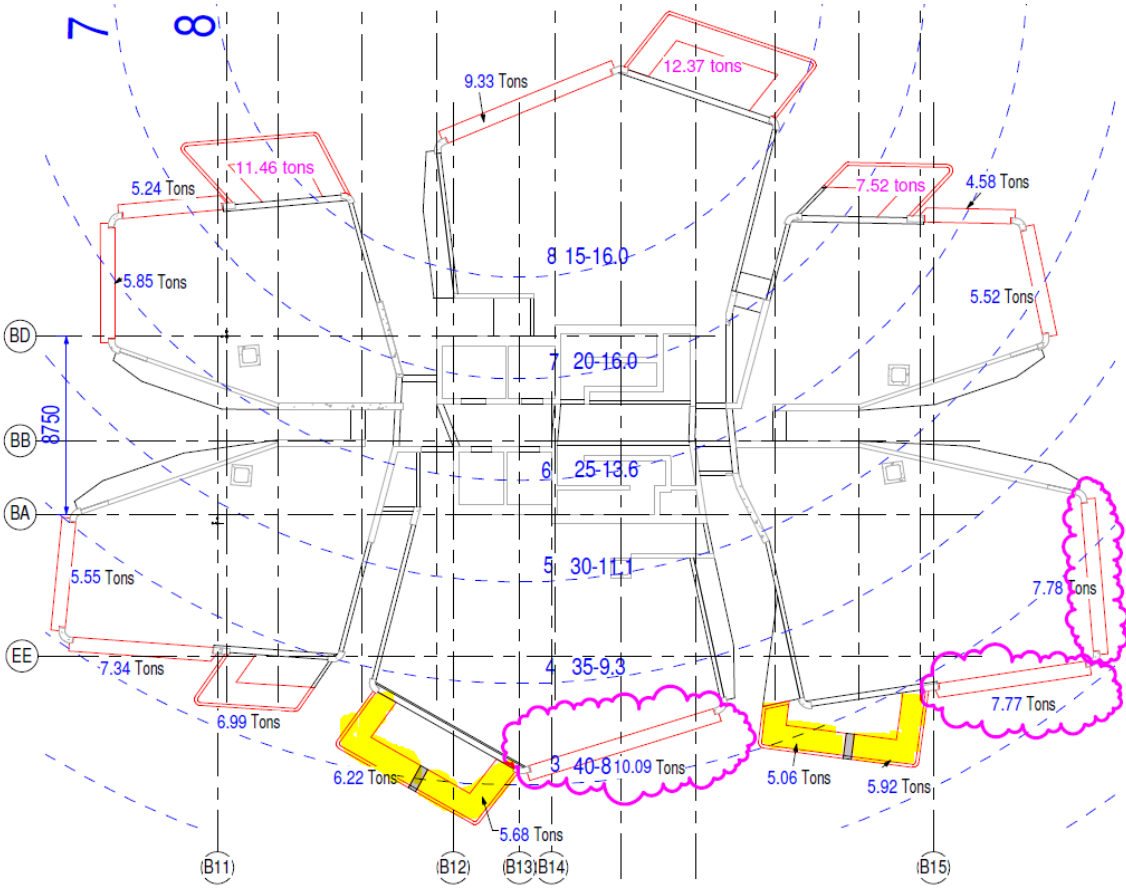 7
8
9.33 Tons
12.37 tons
11.46 tons
5.24 Tons
7.52 tons
4.58 Tons
8 15-16.0
5.85 Tons
5.52 Tons
BD
7 20-16.0
8750
BB
6 25-13.6
BA
5 30-11.1
5.55 Tons
7.78 Tons
EE
7.34 Tons
4 35-9.3
6.99 Tons
7.77 Tons
3 40-8
10.09 Tons
6.22 Tons
5.06 Tons
5.92 Tons
5.68 Tons
B11
B12
B13
B14
B15